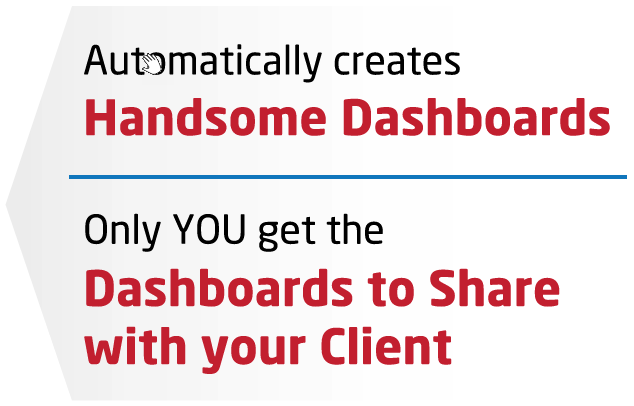 Automatically creates
Handsome Dashboards
Only YOU get the
Dashboards to Share
with your Client